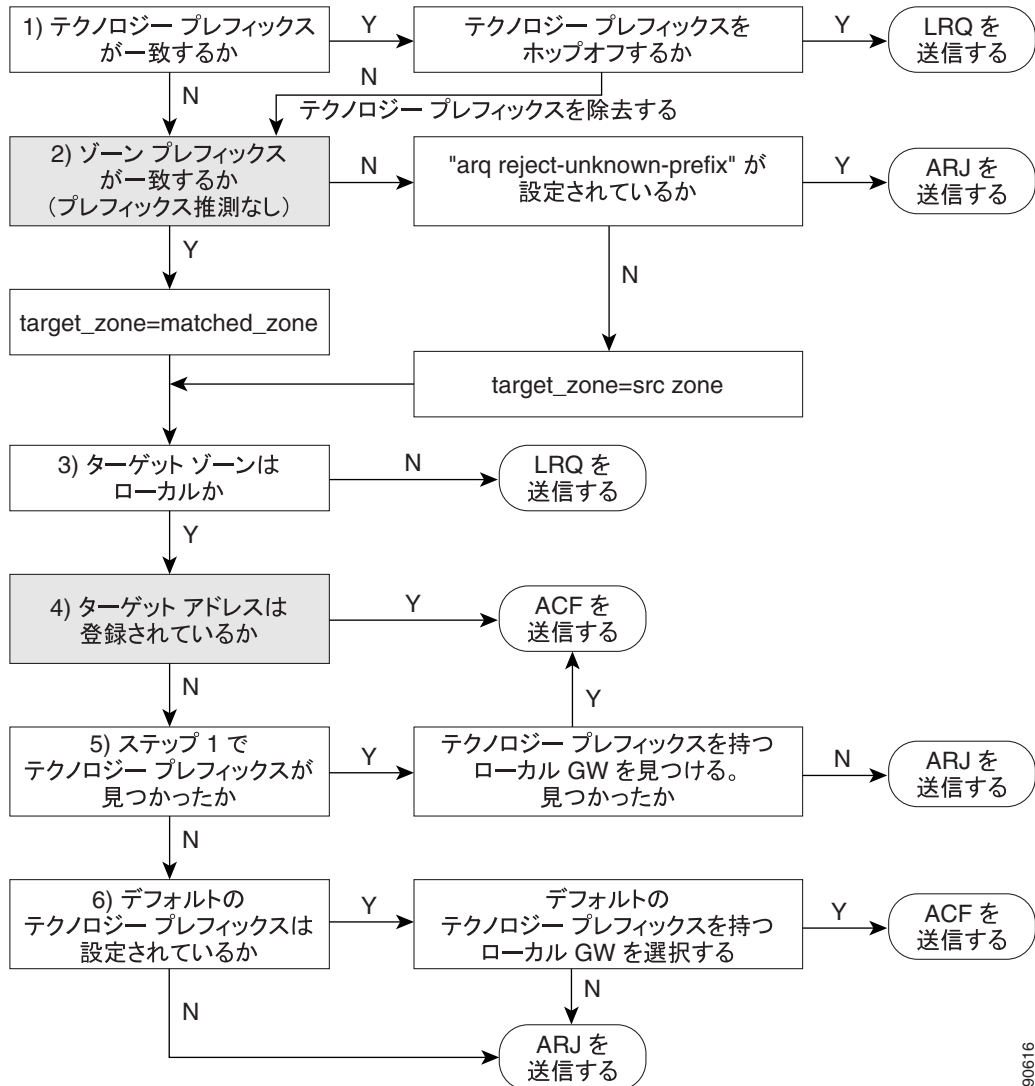 1) テクノロジー プレフィックス
が一致するか
Y
テクノロジー プレフィックスを
ホップオフするか
Y
LRQ を
送信する
N
N
テクノロジー プレフィックスを除去する
2) ゾーン プレフィックス
が一致するか
（プレフィックス推測なし）
N
"arq reject-unknown-prefix" が
設定されているか
Y
ARJ を
送信する
Y
N
target_zone=matched_zone
target_zone=src zone
3) ターゲット ゾーンは
ローカルか
N
LRQ を
送信する
Y
4) ターゲット アドレスは
登録されているか
Y
ACF を
送信する
N
Y
5) ステップ 1 で
テクノロジー プレフィックスが
見つかったか
Y
テクノロジー プレフィックスを持つ
ローカル GW を見つける。
見つかったか
N
ARJ を
送信する
N
6) デフォルトの
テクノロジー プレフィックスは
設定されているか
Y
デフォルトの
テクノロジー プレフィックスを持つ
ローカル GW を選択する
Y
ACF を
送信する
N
N
ARJ を
送信する
90616